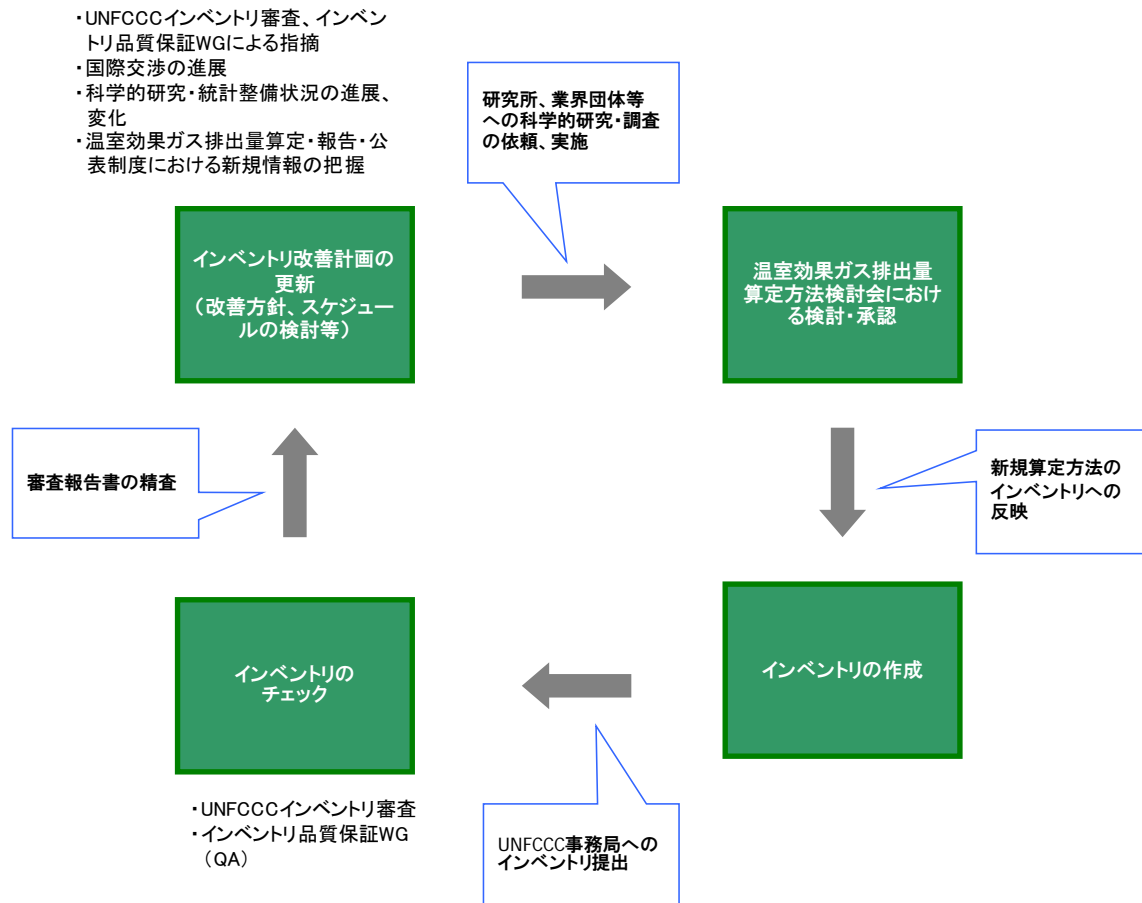 ・UNFCCCインベントリ審査、インベン
トリ品質保証WGによる指摘
・国際交渉の進展
・科学的研究・統計整備状況の進展、
変化
・温室効果ガス排出量算定・報告・公
表制度における新規情報の把握
研究所、業界団体等
への科学的研究・調査
の依頼、実施
インベントリ改善計画の
更新
（改善方針、スケジュー
ルの検討等）
温室効果ガス排出量
算定方法検討会におけ
る検討・承認
審査報告書の精査
新規算定方法の
インベントリへの
反映
インベントリの
チェック
インベントリの作成
・UNFCCCインベントリ審査
・インベントリ品質保証WG
（QA）
UNFCCC事務局への
インベントリ提出